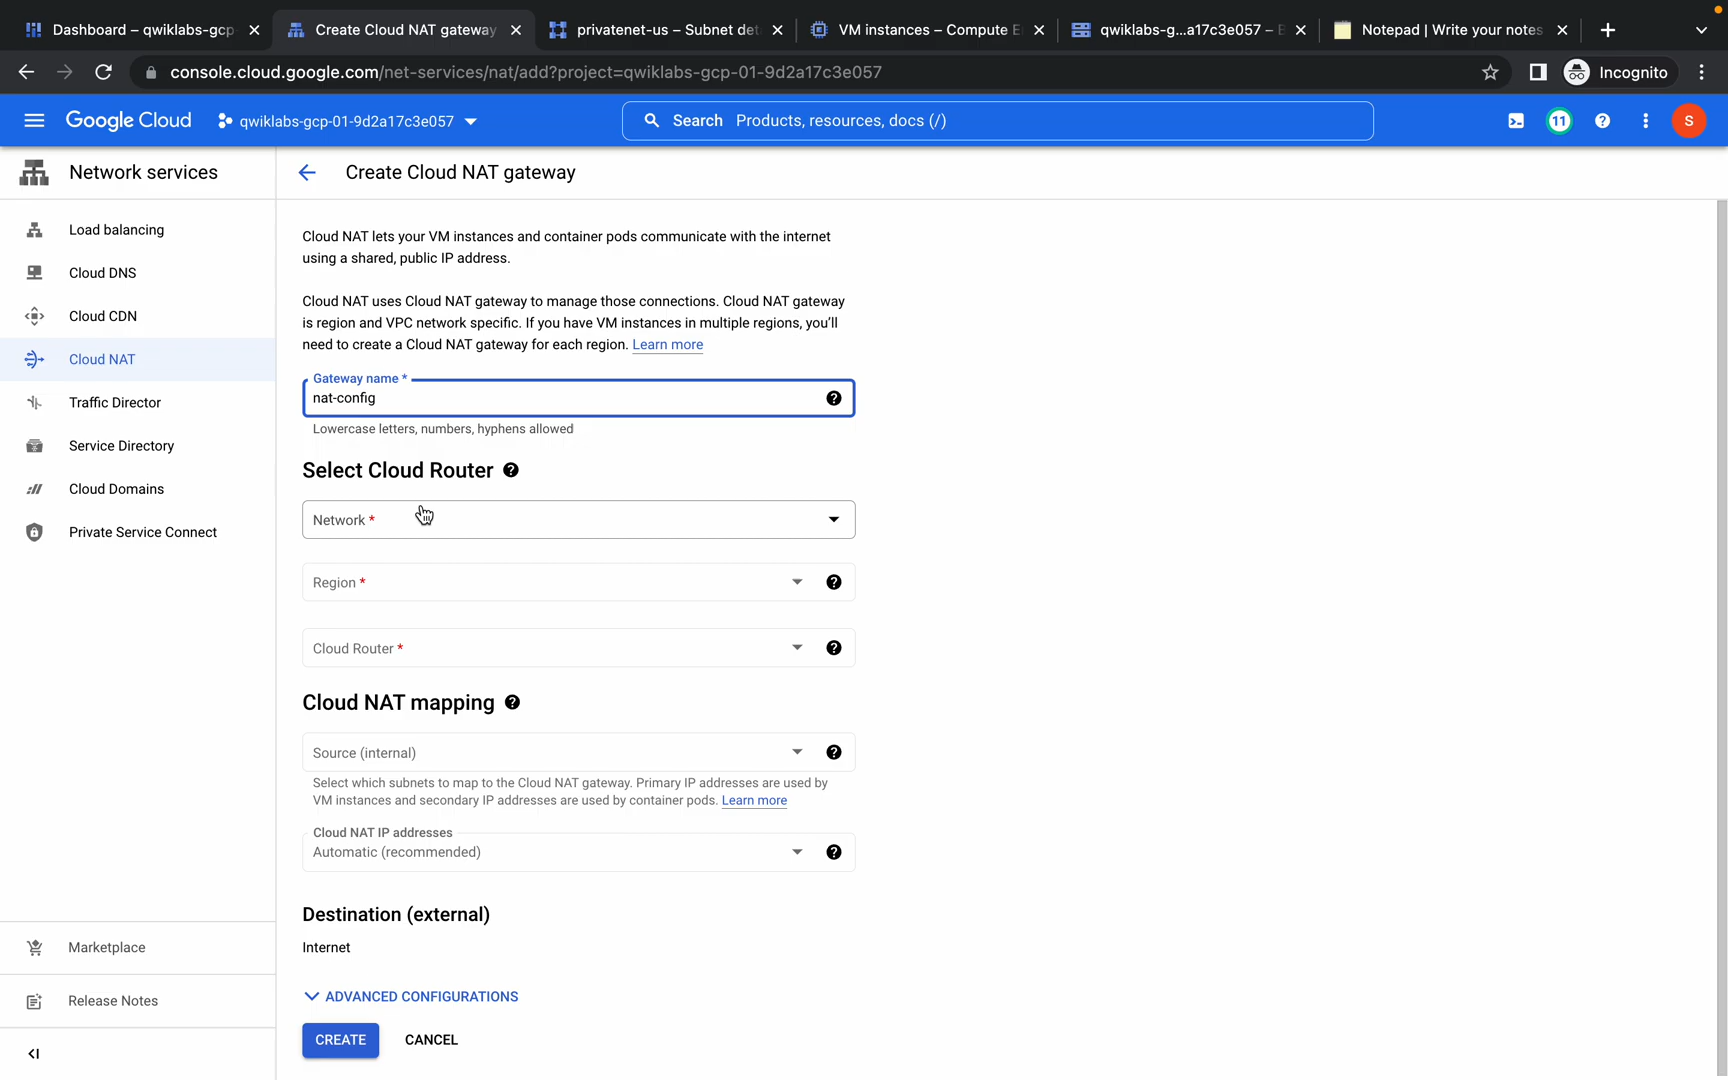 Dashboard – qwiklabs-gcp
Create Cloud NAT gateway
privatenet-us – Subnet det
VM instances – Compute E
qwiklabs-g...a17c3e057 –
Notepad | Write your notes
console.cloud.google.com/net-services/nat/add?project=qwiklabs-gcp-01-9d2a17c3e057
Incognito
Google Cloud
qwiklabs-gcp-01-9d2a17c3e057
Search Products, resources, docs (/)
11
S
Network services
Create Cloud NAT gateway
Load balancing
Cloud DNS
Cloud CDN
Cloud NAT
Traffic Director
Service Directory
Cloud Domains
Private Service Connect
Marketplace
Release Notes
Cloud NAT lets your VM instances and container pods communicate with the internet
using a shared, public IP address.
Cloud NAT uses Cloud NAT gateway to manage those connections. Cloud NAT gateway
is region and VPC network specific. If you have VM instances in multiple regions, you'll
need to create a Cloud NAT gateway for each region. Learn more
Gateway name *
nat-config
Lowercase letters, numbers, hyphens allowed
Select Cloud Router
Network *
Region *
Cloud Router *
Cloud NAT mapping
Source (internal)
Select which subnets to map to the Cloud NAT gateway. Primary IP addresses are used by
VM instances and secondary IP addresses are used by container pods. Learn more
Cloud NAT IP addresses
Automatic (recommended)
Destination (external)
Internet
ADVANCED CONFIGURATIONS
CREATE
CANCEL